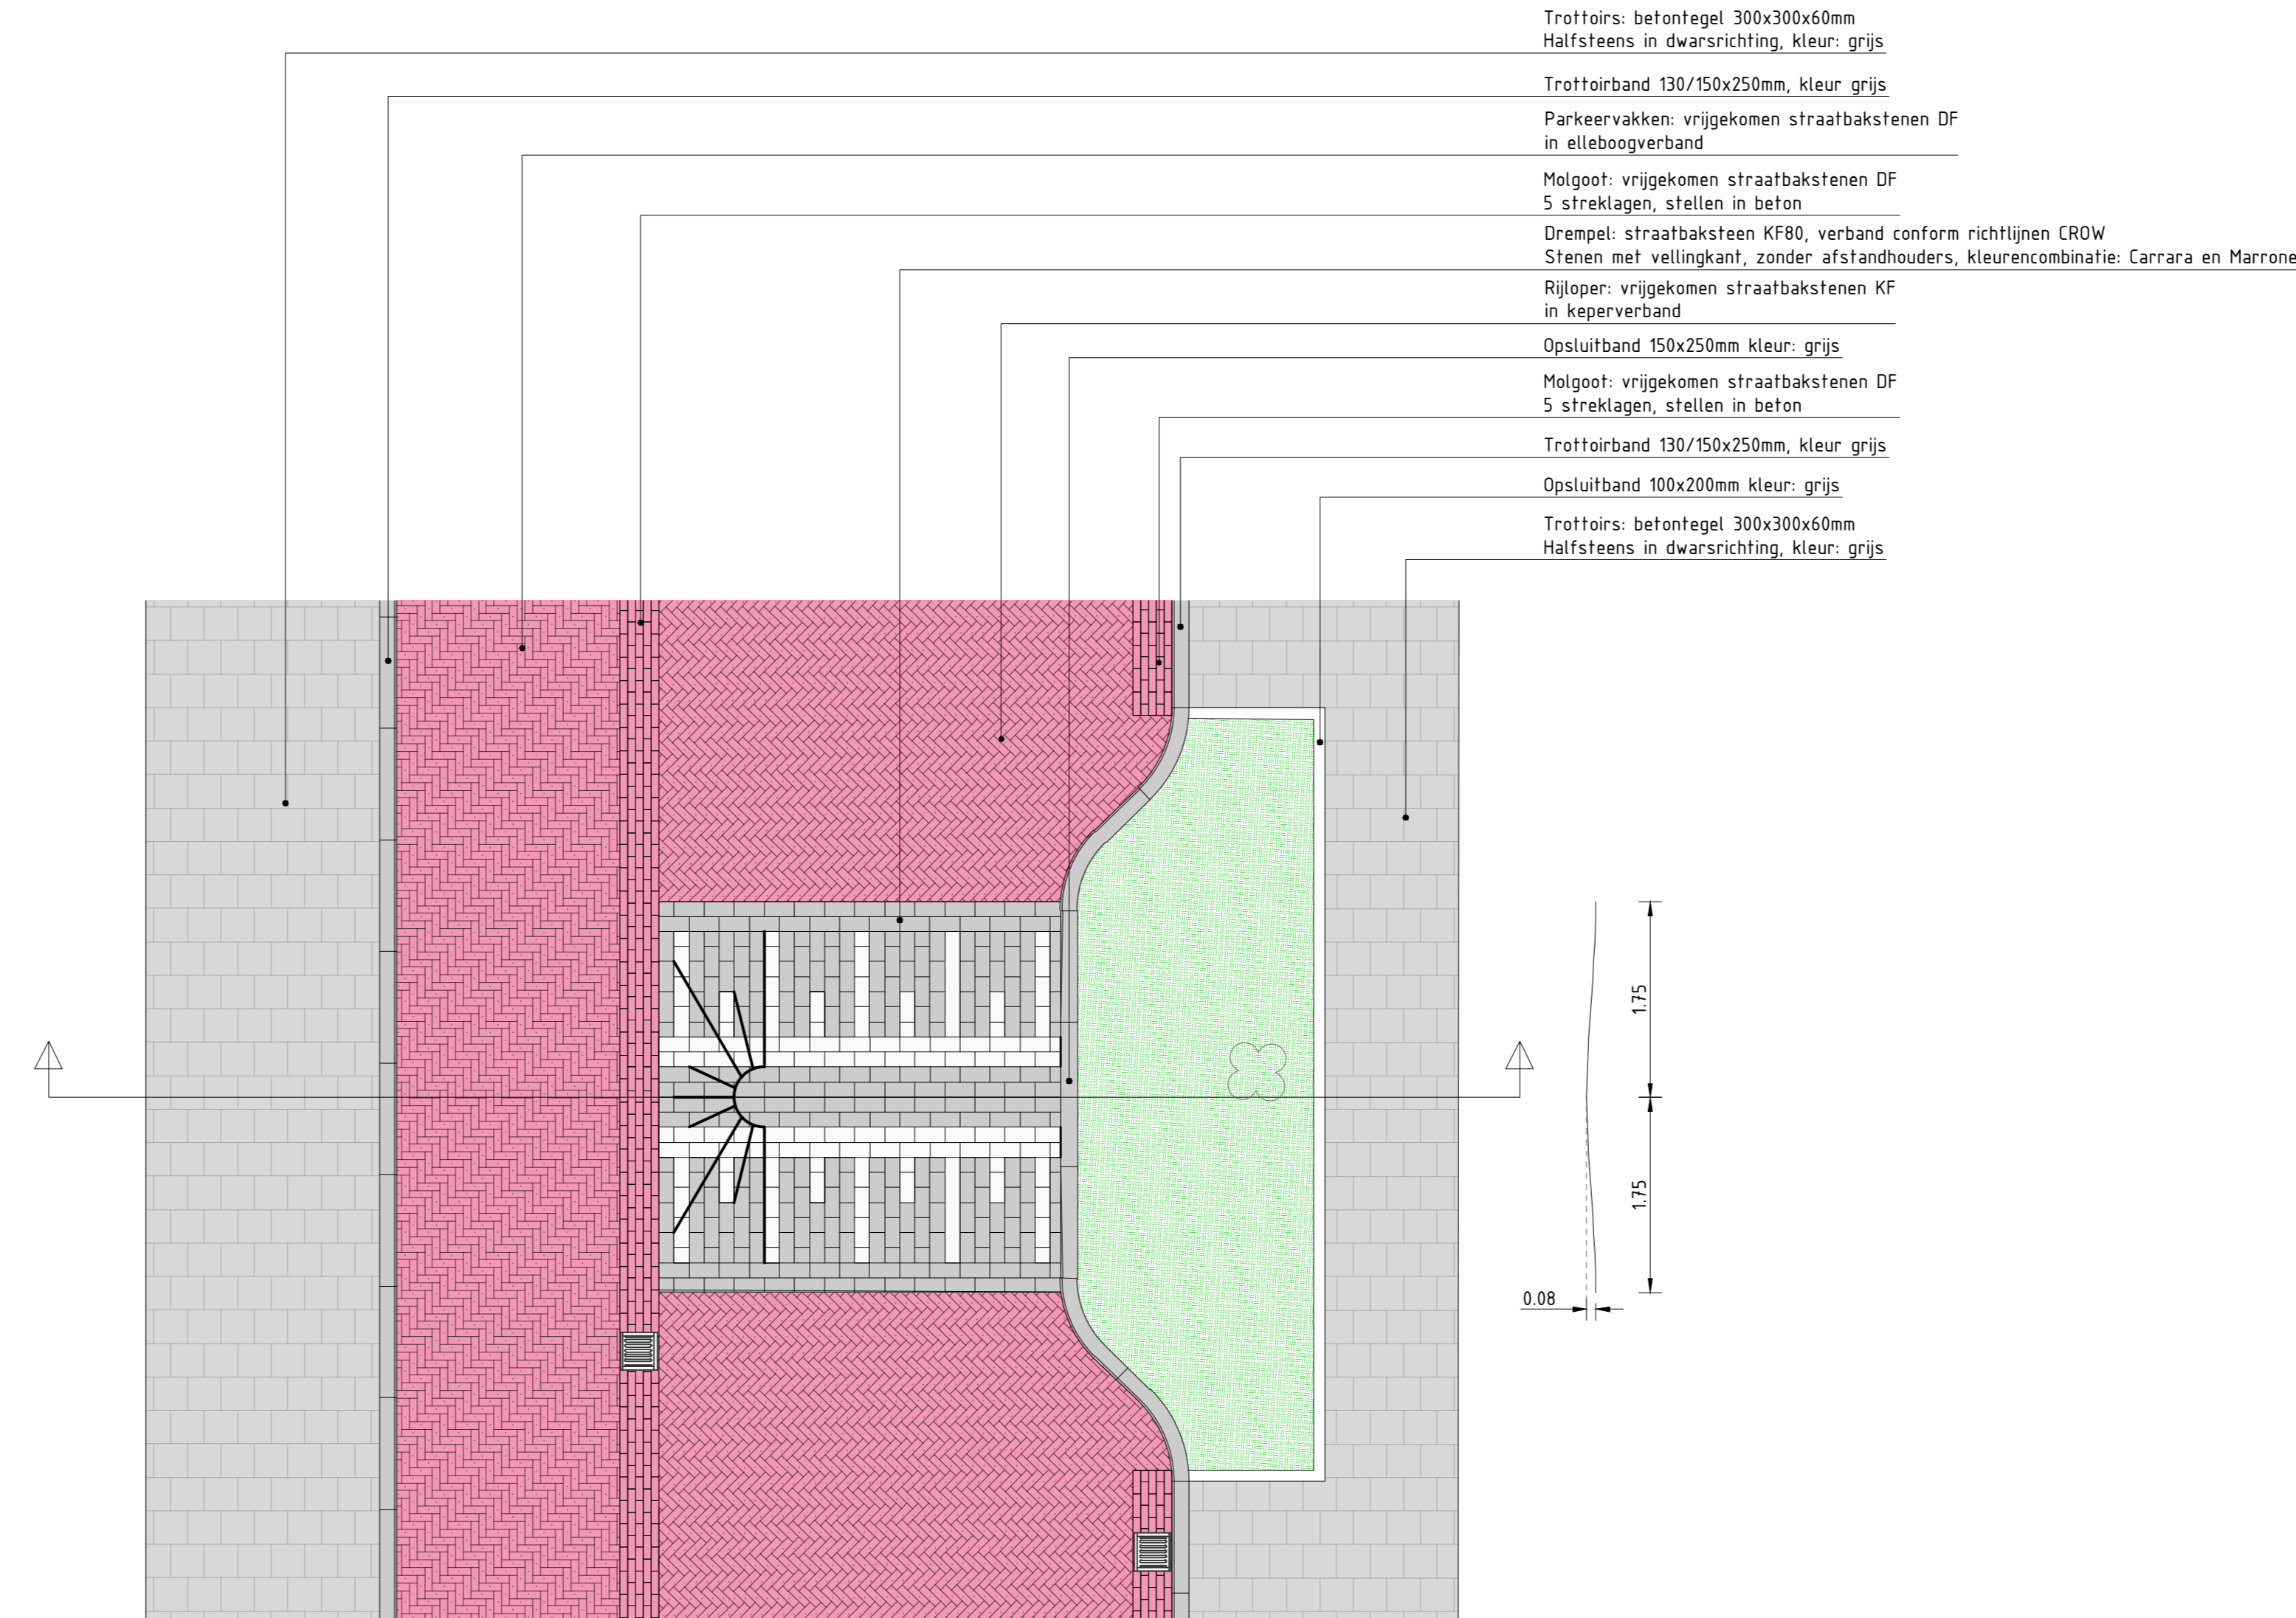 Trottoirs: betontegel 300x300x60mm
Halfsteens in dwarsrichting, kleur: grijs
Trottoirband 130/150x250mm, kleur grijs
Parkeervakken: vrijgekomen straatbakstenen DF
in elleboogverband
Molgoot: vrijgekomen straatbakstenen DF
5 streklagen, stellen in beton
Drempel: straatbaksteen KF80, verband conform richtlijnen CROW
Stenen met vellingkant, zonder afstandhouders, kleurencombinatie: Carrara en Marrone
Rijloper: vrijgekomen straatbakstenen KF
in keperverband
Opsluitband 150x250mm kleur: grijs
Molgoot: vrijgekomen straatbakstenen DF
5 streklagen, stellen in beton
Trottoirband 130/150x250mm, kleur grijs
Opsluitband 100x200mm kleur: grijs
Trottoirs: betontegel 300x300x60mm
Halfsteens in dwarsrichting, kleur: grijs
1.75
1.75
0.08